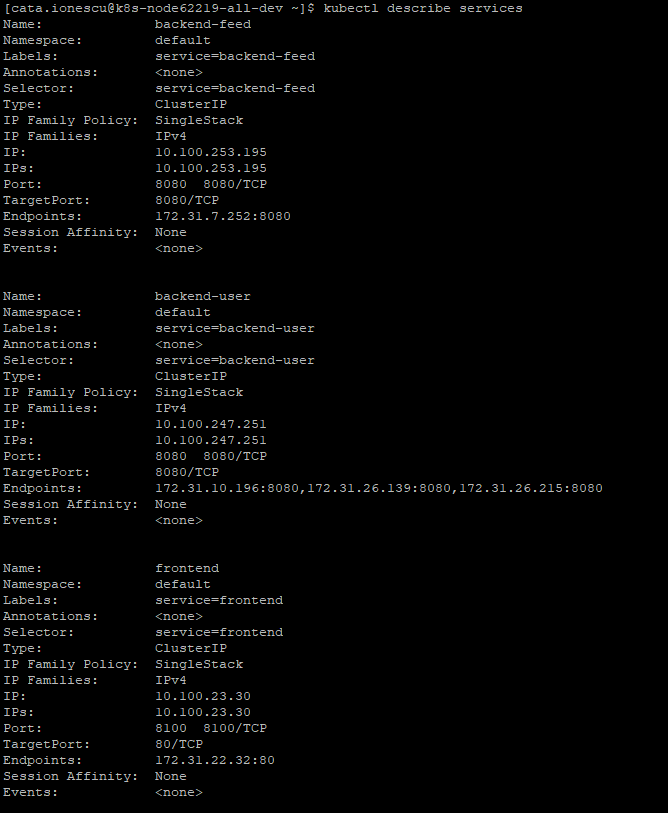 [cata.ionescu@k8s-node62219-all-dev ~]$ kubectl describe services
Name:              backend-feed
Namespace:         default
Labels:            service=backend-feed
Annotations:       <none>
Selector:          service=backend-feed
Type:              ClusterIP
IP Family Policy:  SingleStack
IP Families:       IPv4
IP:                10.100.253.195
IPs:               10.100.253.195
Port:              8080  8080/TCP
TargetPort:        8080/TCP
Endpoints:         172.31.7.252:8080
Session Affinity:  None
Events:            <none>
Name:              backend-user
Namespace:         default
Labels:            service=backend-user
Annotations:       <none>
Selector:          service=backend-user
Type:              ClusterIP
IP Family Policy:  SingleStack
IP Families:       IPv4
IP:                10.100.247.251
IPs:               10.100.247.251
Port:              8080  8080/TCP
TargetPort:        8080/TCP
Endpoints:         172.31.10.196:8080,172.31.26.139:8080,172.31.26.215:8080
Session Affinity:  None
Events:            <none>
Name:              frontend
Namespace:         default
Labels:            service=frontend
Annotations:       <none>
Selector:          service=frontend
Type:              ClusterIP
IP Family Policy:  SingleStack
IP Families:       IPv4
IP:                10.100.23.30
IPs:               10.100.23.30
Port:              8100  8100/TCP
TargetPort:        80/TCP
Endpoints:         172.31.22.32:80
Session Affinity:  None
Events:            <none>